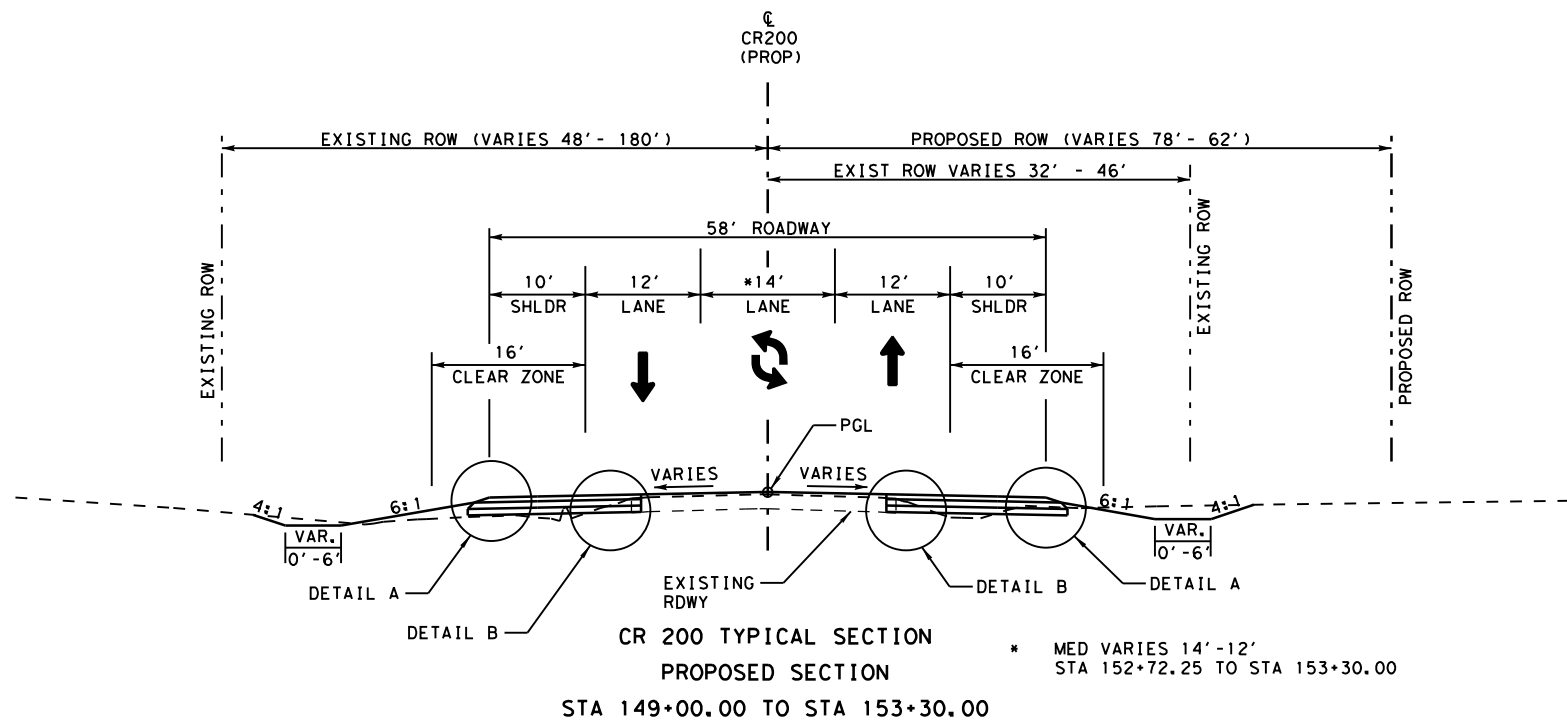 ℄
CR200
(PROP)
EXISTING ROW (VARIES 48'- 180')
PROPOSED ROW (VARIES 78'- 62')
EXIST ROW VARIES 32' - 46'
58' ROADWAY
10'
SHLDR
12'
LANE
*14'
LANE
12'
LANE
10'
SHLDR
16'
CLEAR ZONE
16'
CLEAR ZONE
EXISTING ROW
EXISTING ROW
PROPOSED ROW
PGL
VARIES
VARIES
4:1
6:1
6:1
4:1
VAR.
0'-6'
VAR.
0'-6'
DETAIL A
DETAIL B
EXISTING
RDWY
DETAIL B
DETAIL A
CR 200 TYPICAL SECTION
PROPOSED SECTION
STA 149+00.00 TO STA 153+30.00
* MED VARIES 14'-12'
STA 152+72.25 TO STA 153+30.00